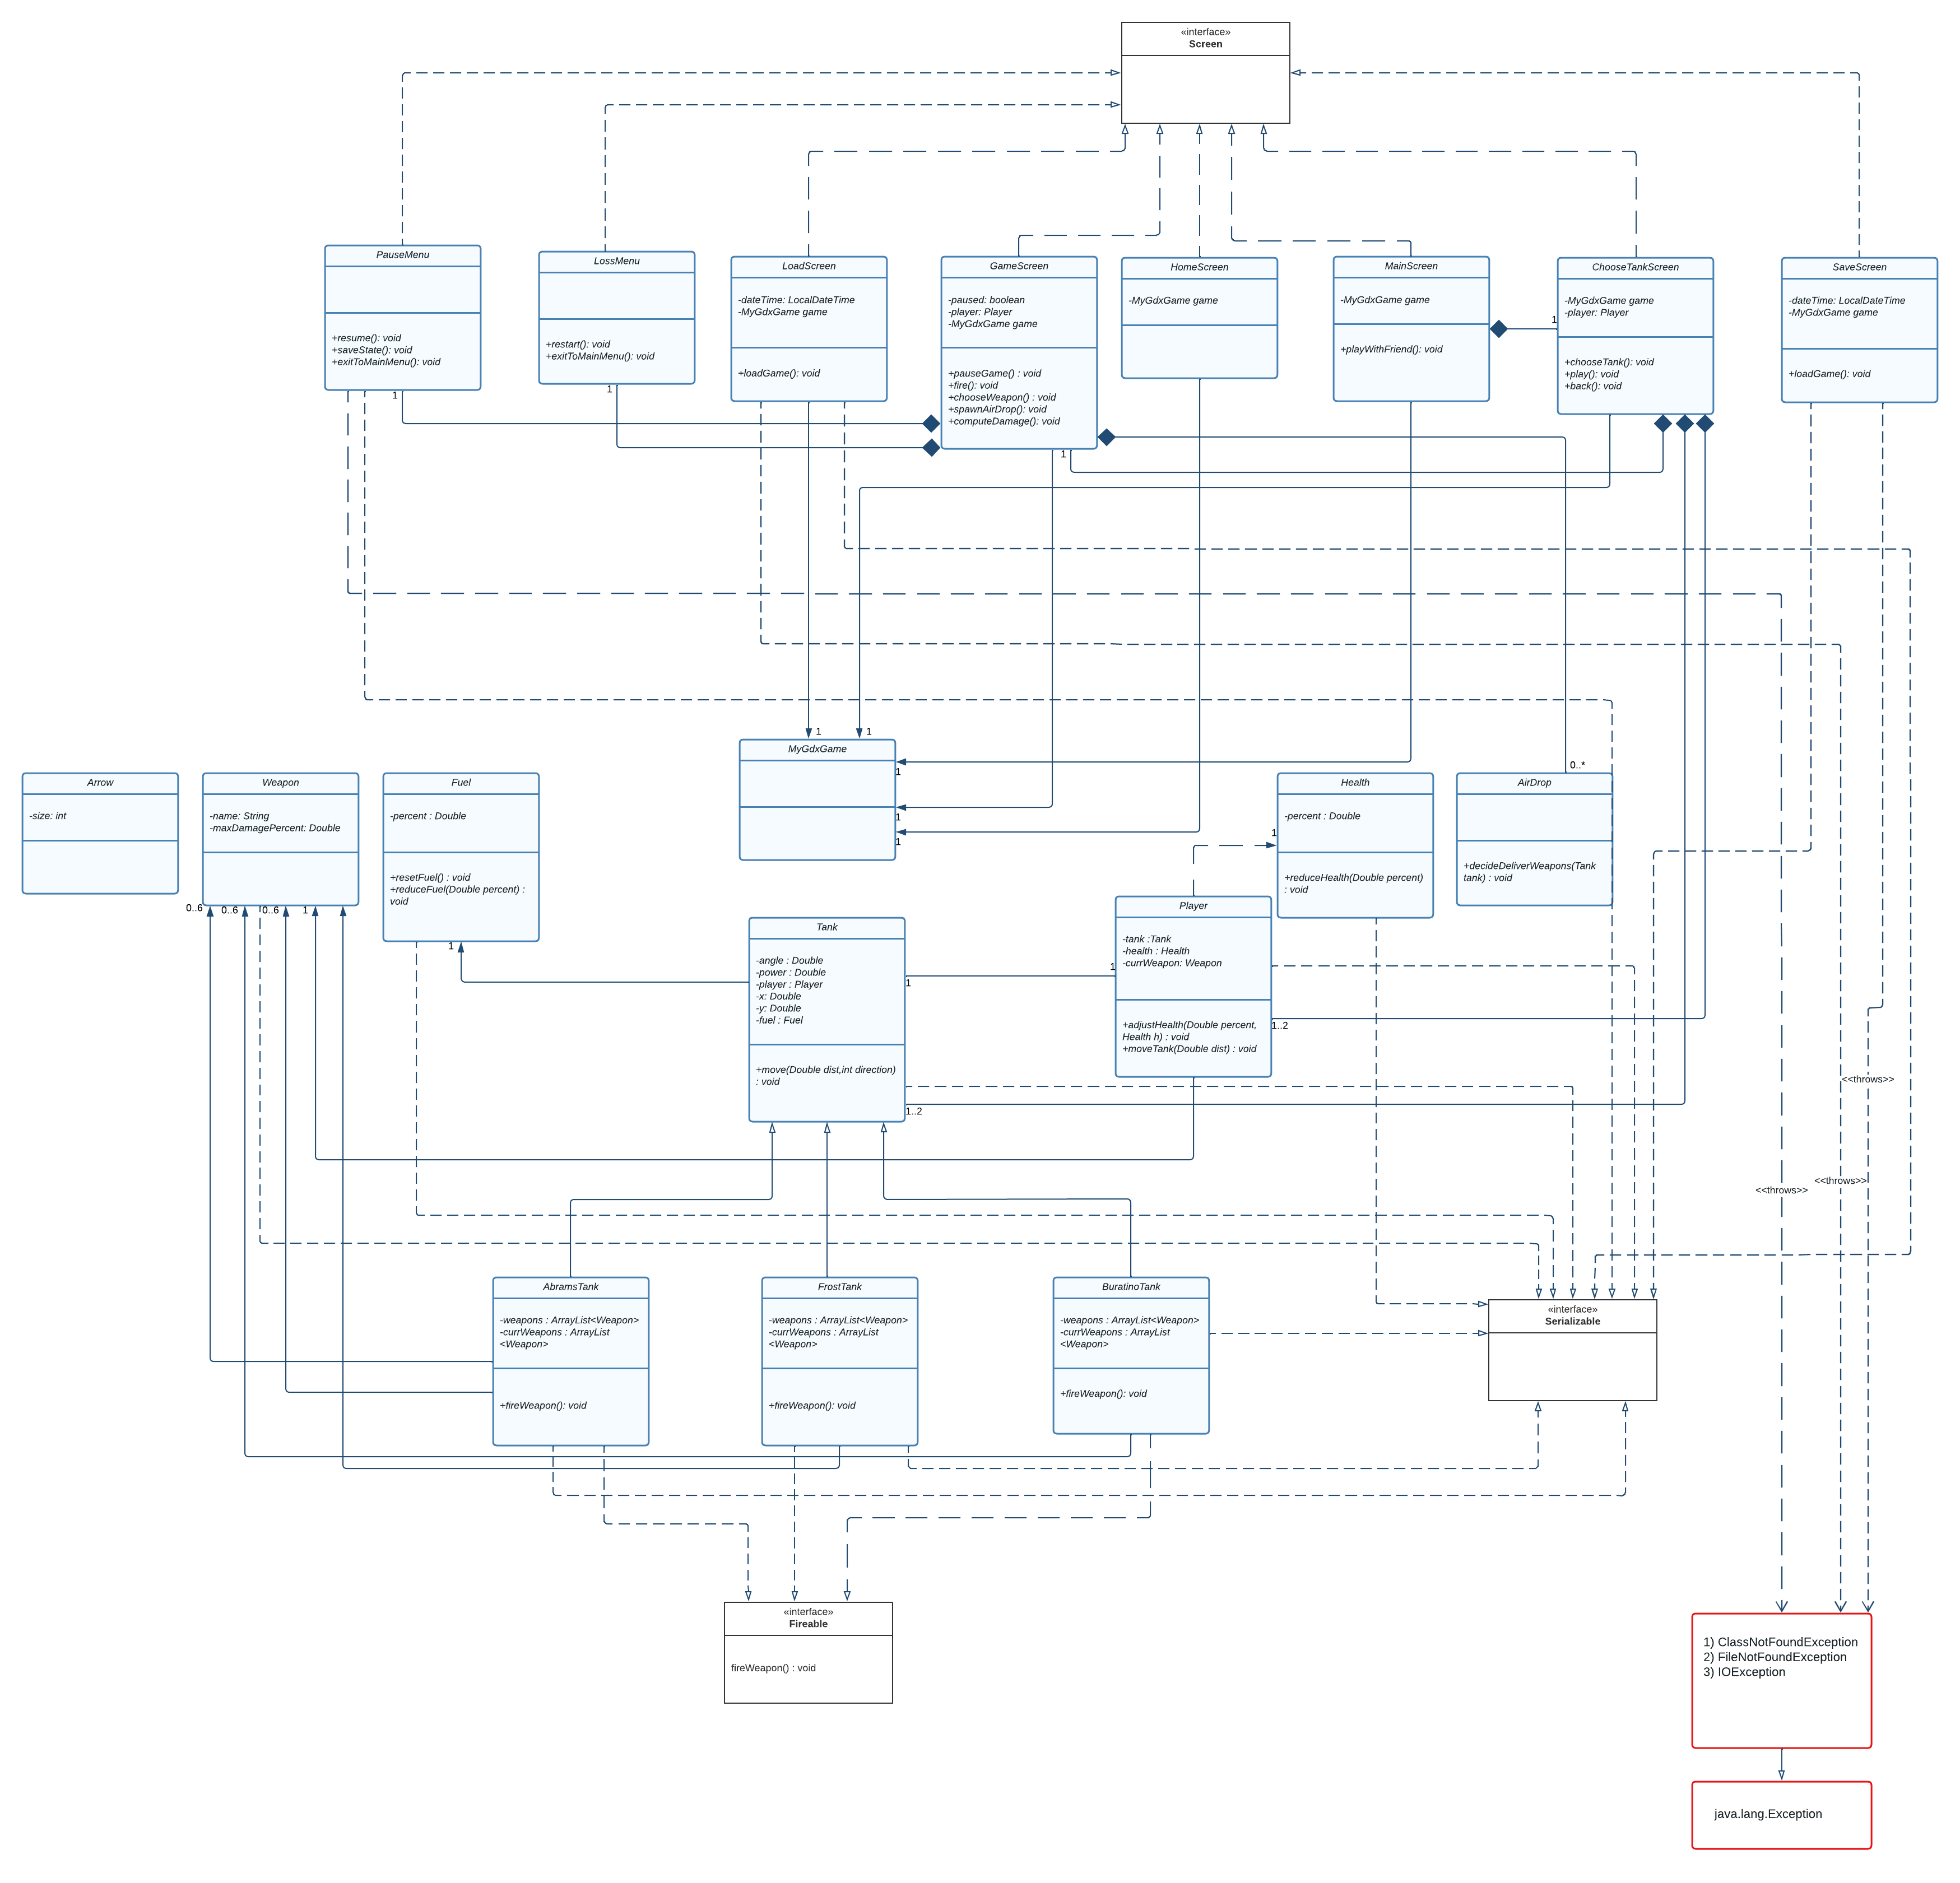 «interface»
Screen
PauseMenu
+resume(): void
+saveState(): void
+exitToMainMenu(): void
1
LossMenu
+restart(): void
+exitToMainMenu(): void
1
LoadScreen
-dateTime: LocalDateTime
-MyGdxGame game
+loadGame(): void
GameScreen
-paused: boolean
-player: Player
-MyGdxGame game
+pauseGame() : void
+fire(): void
+chooseWeapon() : void
+spawnAirDrop(): void
+computeDamage(): void
1
HomeScreen
-MyGdxGame game
MainScreen
-MyGdxGame game
+playWithFriend(): void
1
ChooseTankScreen
-MyGdxGame game
-player: Player
+chooseTank(): void
+play(): void
+back(): void
SaveScreen
-dateTime: LocalDateTime
-MyGdxGame game
+loadGame(): void
1
1
MyGdxGame
1
1
1
Arrow
-size: int
Weapon
-name: String
-maxDamagePercent: Double
0..6
0..6
0..6
1
Fuel
-percent : Double
+resetFuel() : void
+reduceFuel(Double percent) :
void
1
Health
-percent : Double
+reduceHealth(Double percent)
: void
1
0..*
AirDrop
+decideDeliverWeapons(Tank
tank) : void
Tank
-angle : Double
-power : Double
-player : Player
-x: Double
-y: Double
-fuel : Fuel
+move(Double dist,int direction)
: void
1
1..2
Player
-tank :Tank
-health : Health
-currWeapon: Weapon
+adjustHealth(Double percent,
Health h) : void
+moveTank(Double dist) : void
1
1..2
<<throws>>
<<throws>>
<<throws>>
AbramsTank
-weapons : ArrayList<Weapon>
-currWeapons : ArrayList
<Weapon>
+fireWeapon(): void
FrostTank
-weapons : ArrayList<Weapon>
-currWeapons : ArrayList
<Weapon>
+fireWeapon(): void
BuratinoTank
-weapons : ArrayList<Weapon>
-currWeapons : ArrayList
<Weapon>
+fireWeapon(): void
«interface»
Serializable
«interface»
Fireable
fireWeapon() : void
1) ClassNotFoundException
2) FileNotFoundException
3) IOException
java.lang.Exception